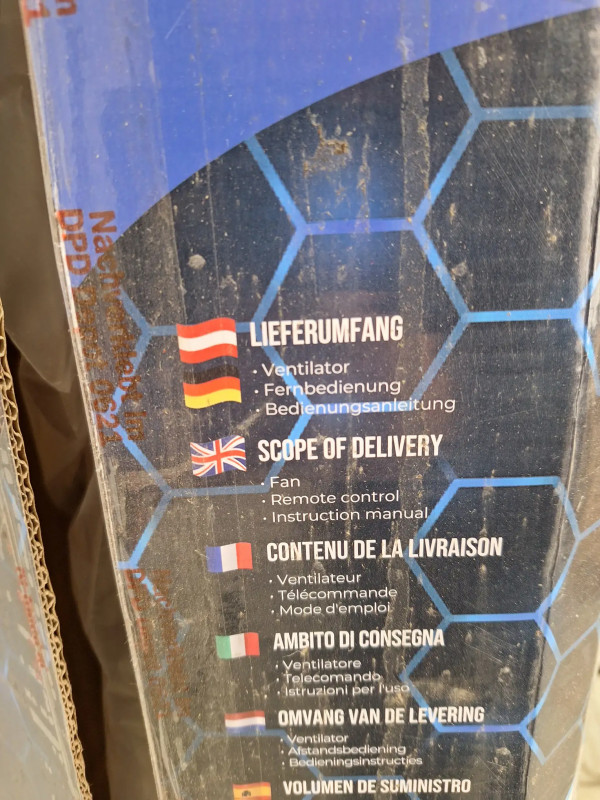 LIEFERUMFANG
· Ventilator
· Fernbedienung
· Bedienungsanleitung
SCOPE OF DELIVERY
· Fan
· Remote control
· Instruction manual
CONTENU DE LA LIVRAISON
· Ventilateur
· Télécommande
· Mode d'emploi
AMBITO DI CONSEGNA
· Ventilatore
· Telecomando
· Istruzioni per l'uso
OMVANG VAN DE LEVERING
· Ventilator
· Afstandsbediening
· Bedieningsinstructies
VOLUMEN DE SUMINISTRO
DPD
0621